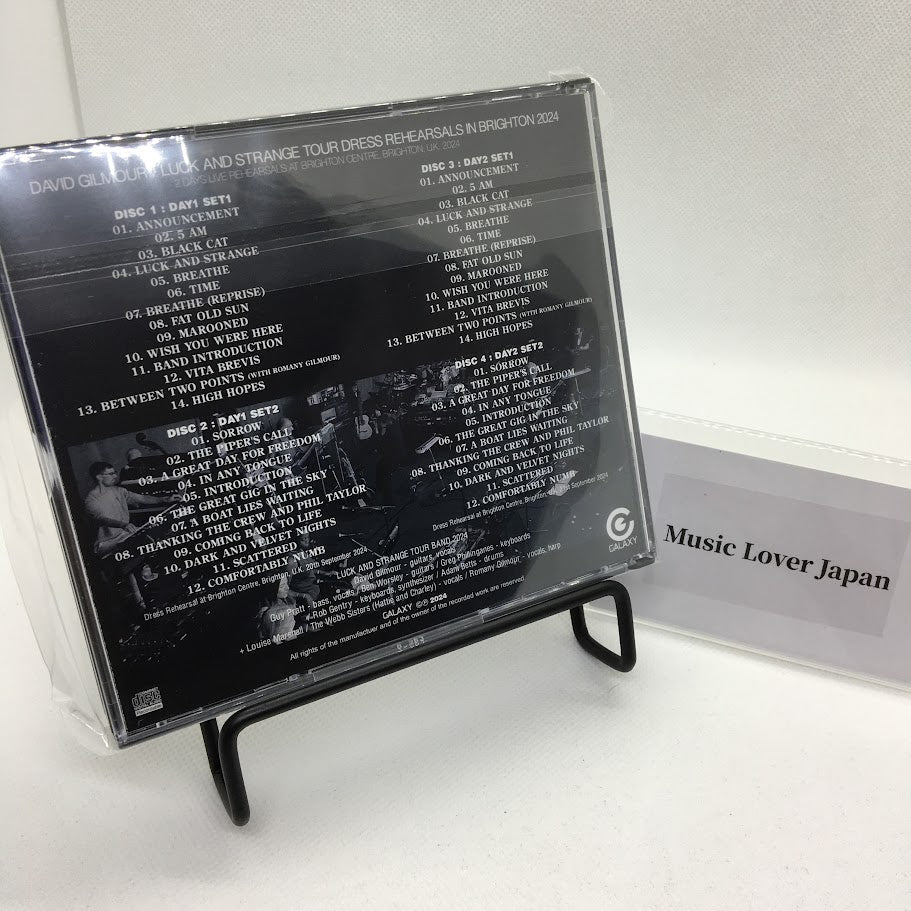 DAVID GILMOUR / LUCK AND STRANGE TOUR DRESS REHEARSALS IN BRIGHTON 2024
2 DAYS LIVE REHEARSALS AT BRIGHTON CENTRE, BRIGHTON, U.K. 2024
DISC 1 : DAY1 SET1
01. ANNOUNCEMENT
02. 5 AM
03. BLACK CAT
04. LUCK AND STRANGE
05. BREATHE
06. TIME
07. BREATHE (REPRISE)
08. FAT OLD SUN
09. MAROONED
10. WISH YOU WERE HERE
11. BAND INTRODUCTION
12. VITA BREVIS
13. BETWEEN TWO POINTS (WITH ROMANY GILMOUR)
14. HIGH HOPES
DISC 2 : DAY1 SET2
01. SORROW
02. THE PIPER'S CALL
03. A GREAT DAY FOR FREEDOM
04. IN ANY TONGUE
05. INTRODUCTION
06. THE GREAT GIG IN THE SKY
07. A BOAT LIES WAITING
08. THANKING THE CREW AND PHIL TAYLOR
09. COMING BACK TO LIFE
10. DARK AND VELVET NIGHTS
11. SCATTERED
12. COMFORTABLY NUMB
Dress Rehearsal at Brighton Centre, Brighton, U.K. 20th September 2024
DISC 3 : DAY2 SET1
01. ANNOUNCEMENT
02. 5 AM
03. BLACK CAT
04. LUCK AND STRANGE
05. BREATHE
06. TIME
07. BREATHE (REPRISE)
08. FAT OLD SUN
09. MAROONED
10. WISH YOU WERE HERE
11. BAND INTRODUCTION
12. VITA BREVIS
13. BETWEEN TWO POINTS (WITH ROMANY GILMOUR)
14. HIGH HOPES
DISC 4 : DAY2 SET2
01. SORROW
02. THE PIPER'S CALL
03. A GREAT DAY FOR FREEDOM
04. IN ANY TONGUE
05. INTRODUCTION
06. THE GREAT GIG IN THE SKY
07. A BOAT LIES WAITING
08. THANKING THE CREW AND PHIL TAYLOR
09. COMING BACK TO LIFE
10. DARK AND VELVET NIGHTS
11. SCATTERED
12. COMFORTABLY NUMB
Dress Rehearsal at Brighton Centre, Brighton, U.K. 21st September 2024
LUCK AND STRANGE TOUR BAND 2024
David Gilmour - guitars, vocals
Guy Pratt - bass, vocals / Ben Worsley - guitars / Greg Phillinganes - keyboards
Rob Gentry - keyboards, synthesizer / Adam Betts - drums
+ Louise Marshall / The Webb Sisters (Hattie and Charley) - vocals / Romany Gilmour - vocals, harp
GALAXY ©℗ 2024
All rights of the manufactuer and of the owner of the recorded work are reserved.
GALAXY
COMPACT
disc
Music Lover Japan